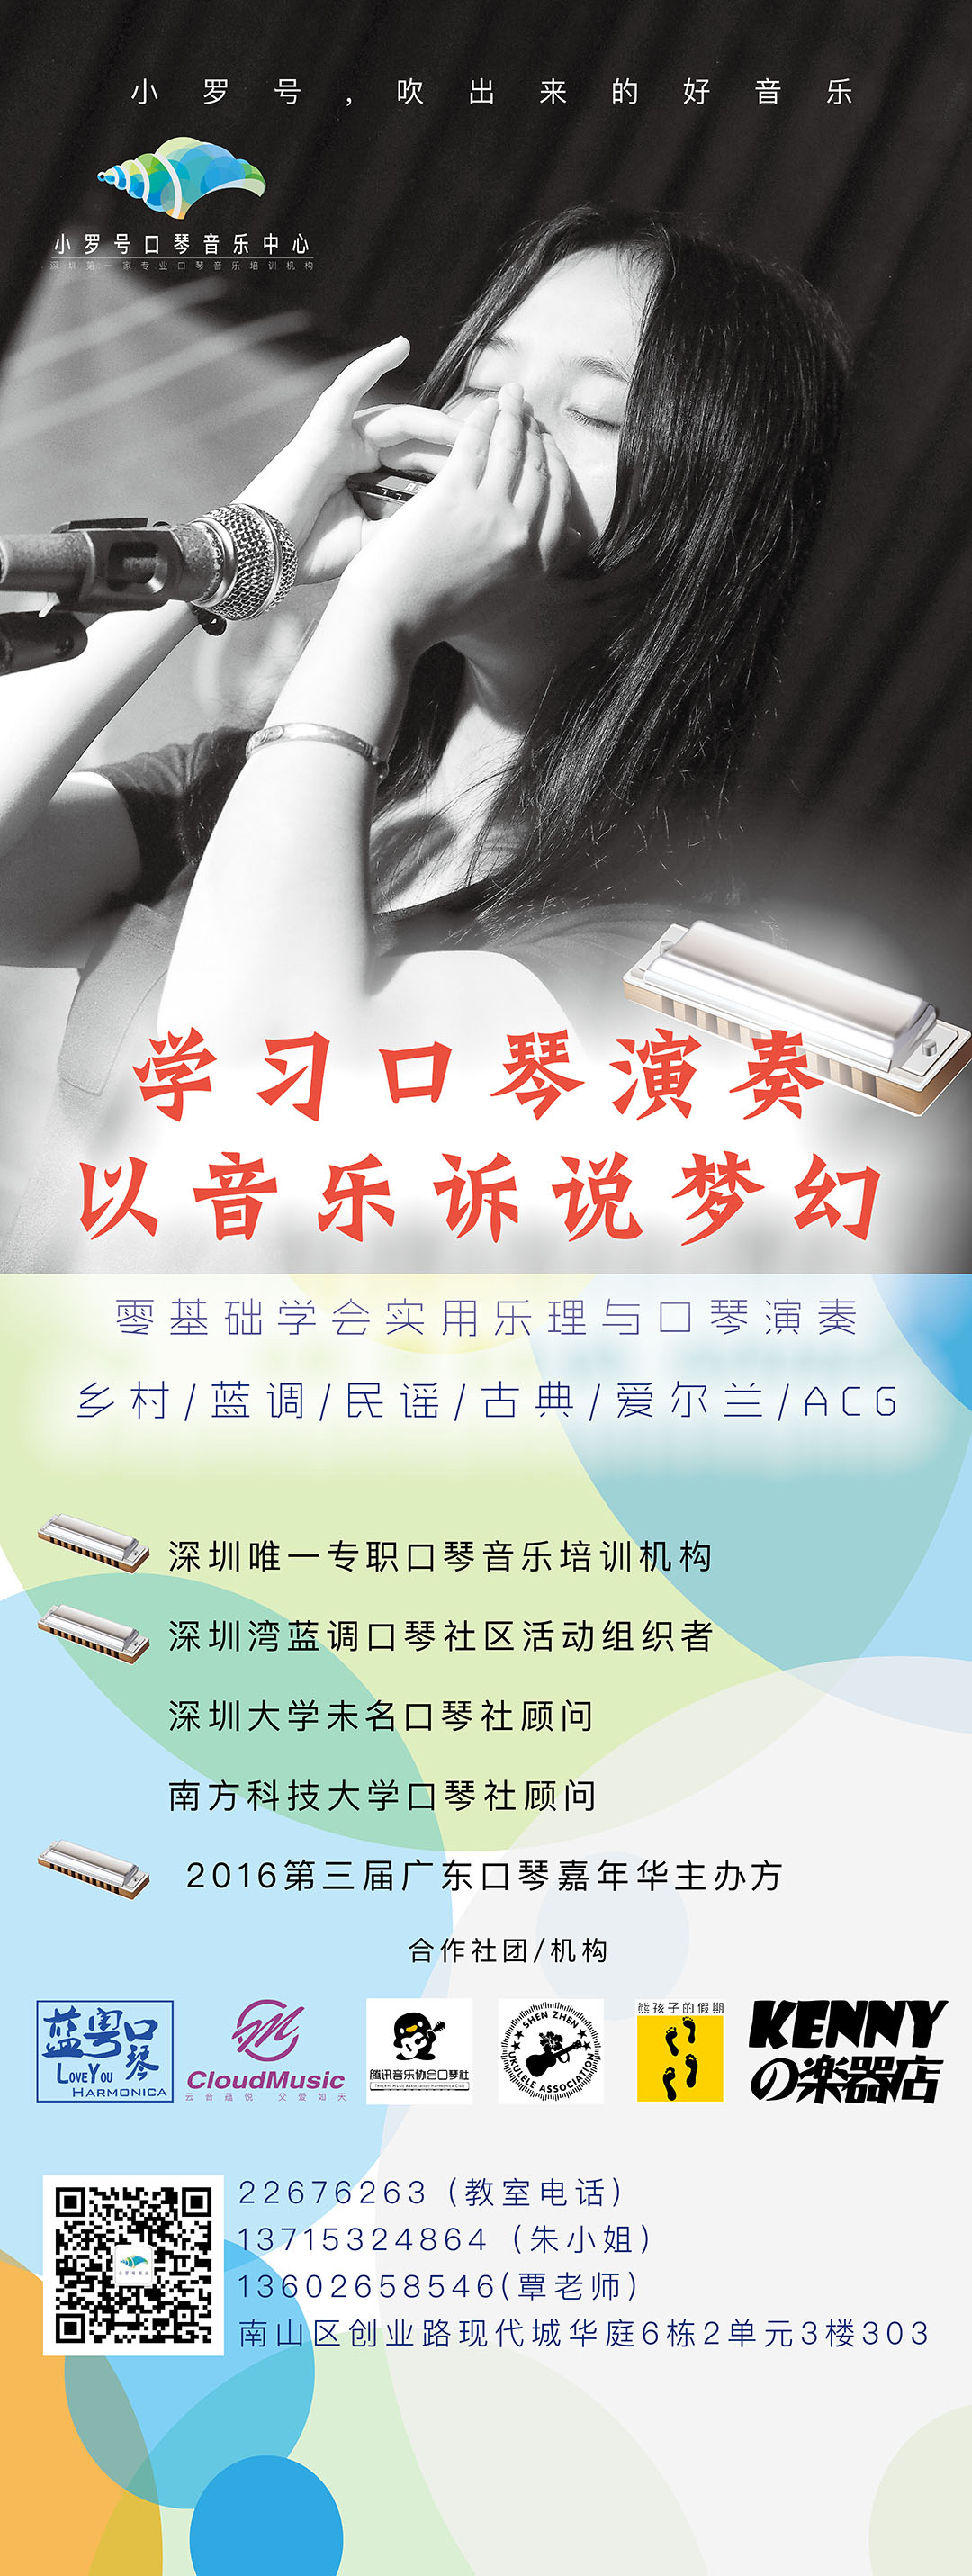 小罗号，吹出来的好音乐
小罗号口琴音乐中心
深圳第一家专业口琴音乐培训机构
学习口琴演奏
以音乐诉说梦幻
零基础学会实用乐理与口琴演奏
乡村/蓝调/民谣/古典/爱尔兰/ACG
深圳唯一专职口琴音乐培训机构
深圳湾蓝调口琴社区活动组织者
深圳大学未名口琴社顾问
南方科技大学口琴社顾问
2016第三届广东口琴嘉年华主办方
合作社团/机构
蓝粤口琴
LOVEYOU
HARMONICA
CloudMusic
云音蕴悦 父爱如天
腾讯音乐协会口琴社
Tencent Music Association Harmonica Club
SHEN ZHEN
UKULELE ASSOCIATION
熊孩子的假期
KENNY
の楽器店
22676263（教室电话）
13715324864（朱小姐）
13602658546(覃老师）
南山区创业路现代城华庭6栋2单元3楼303